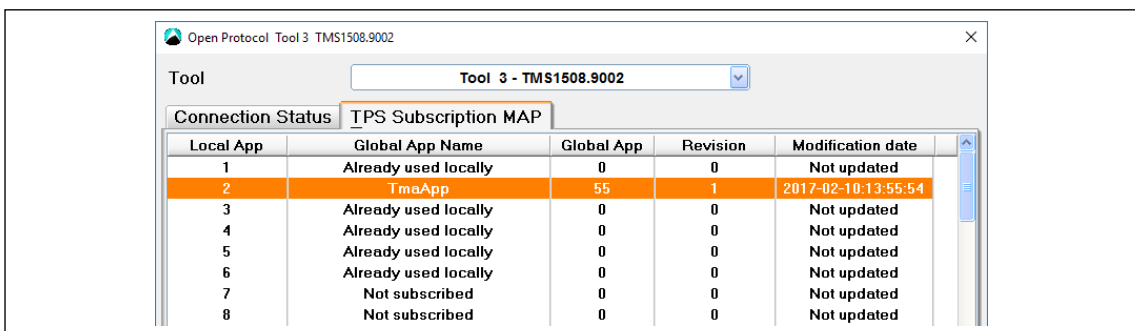 Open Protocol Tool 3 TMS1508.9002
Tool Tool 3 - TMS1508.9002
Connection Status TPS Subscription MAP
Local App Global App Name Global App Revision Modification date
1 Already used locally 0 0 Not updated
2 TmaApp 55 1 2017-02-10:13:55:54
3 Already used locally 0 0 Not updated
4 Already used locally 0 0 Not updated
5 Already used locally 0 0 Not updated
6 Already used locally 0 0 Not updated
7 Not subscribed 0 0 Not updated
8 Not subscribed 0 0 Not updated